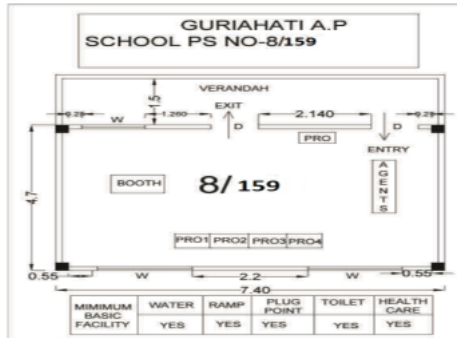 GURIAHATI A.P
SCHOOL PS NO-8/159
VERANDAH
1.5
EXIT
0.25
W
1.260
D
2.140
D
0.25
PRO
ENTRY
4.7
BOOTH
8/159
AGENTS
PRO1 PRO2 PRO3 PRO4
0.55
W
2.2
W
0.55
7.40
MIMIMUM BASIC FACILITY
WATER
RAMP
PLUG POINT
TOILET
HEALTH CARE
YES
YES
YES
YES
YES